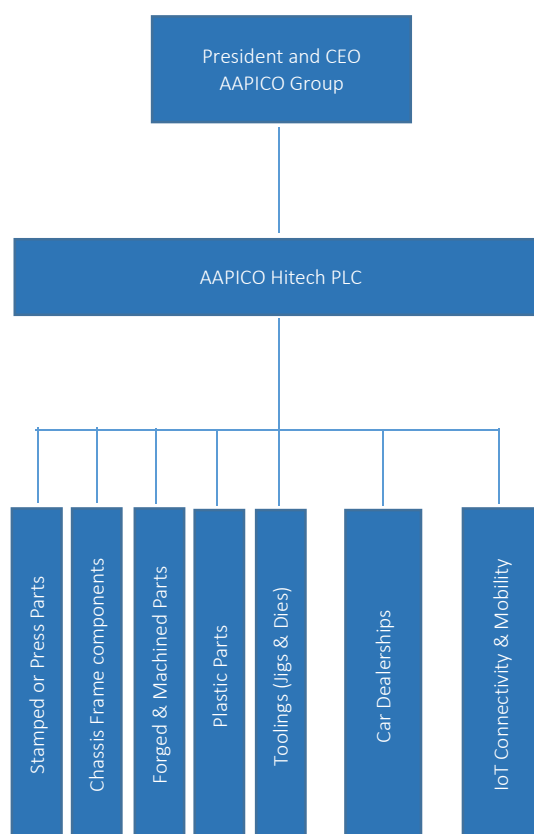 President and CEO
AAPICO Group
AAPICO Hitech PLC
Stamped or Press Parts
Chassis Frame components
Forged & Machined Parts
Plastic Parts
Toolings (Jigs & Dies)
Car Dealerships
IoT Connectivity & Mobility